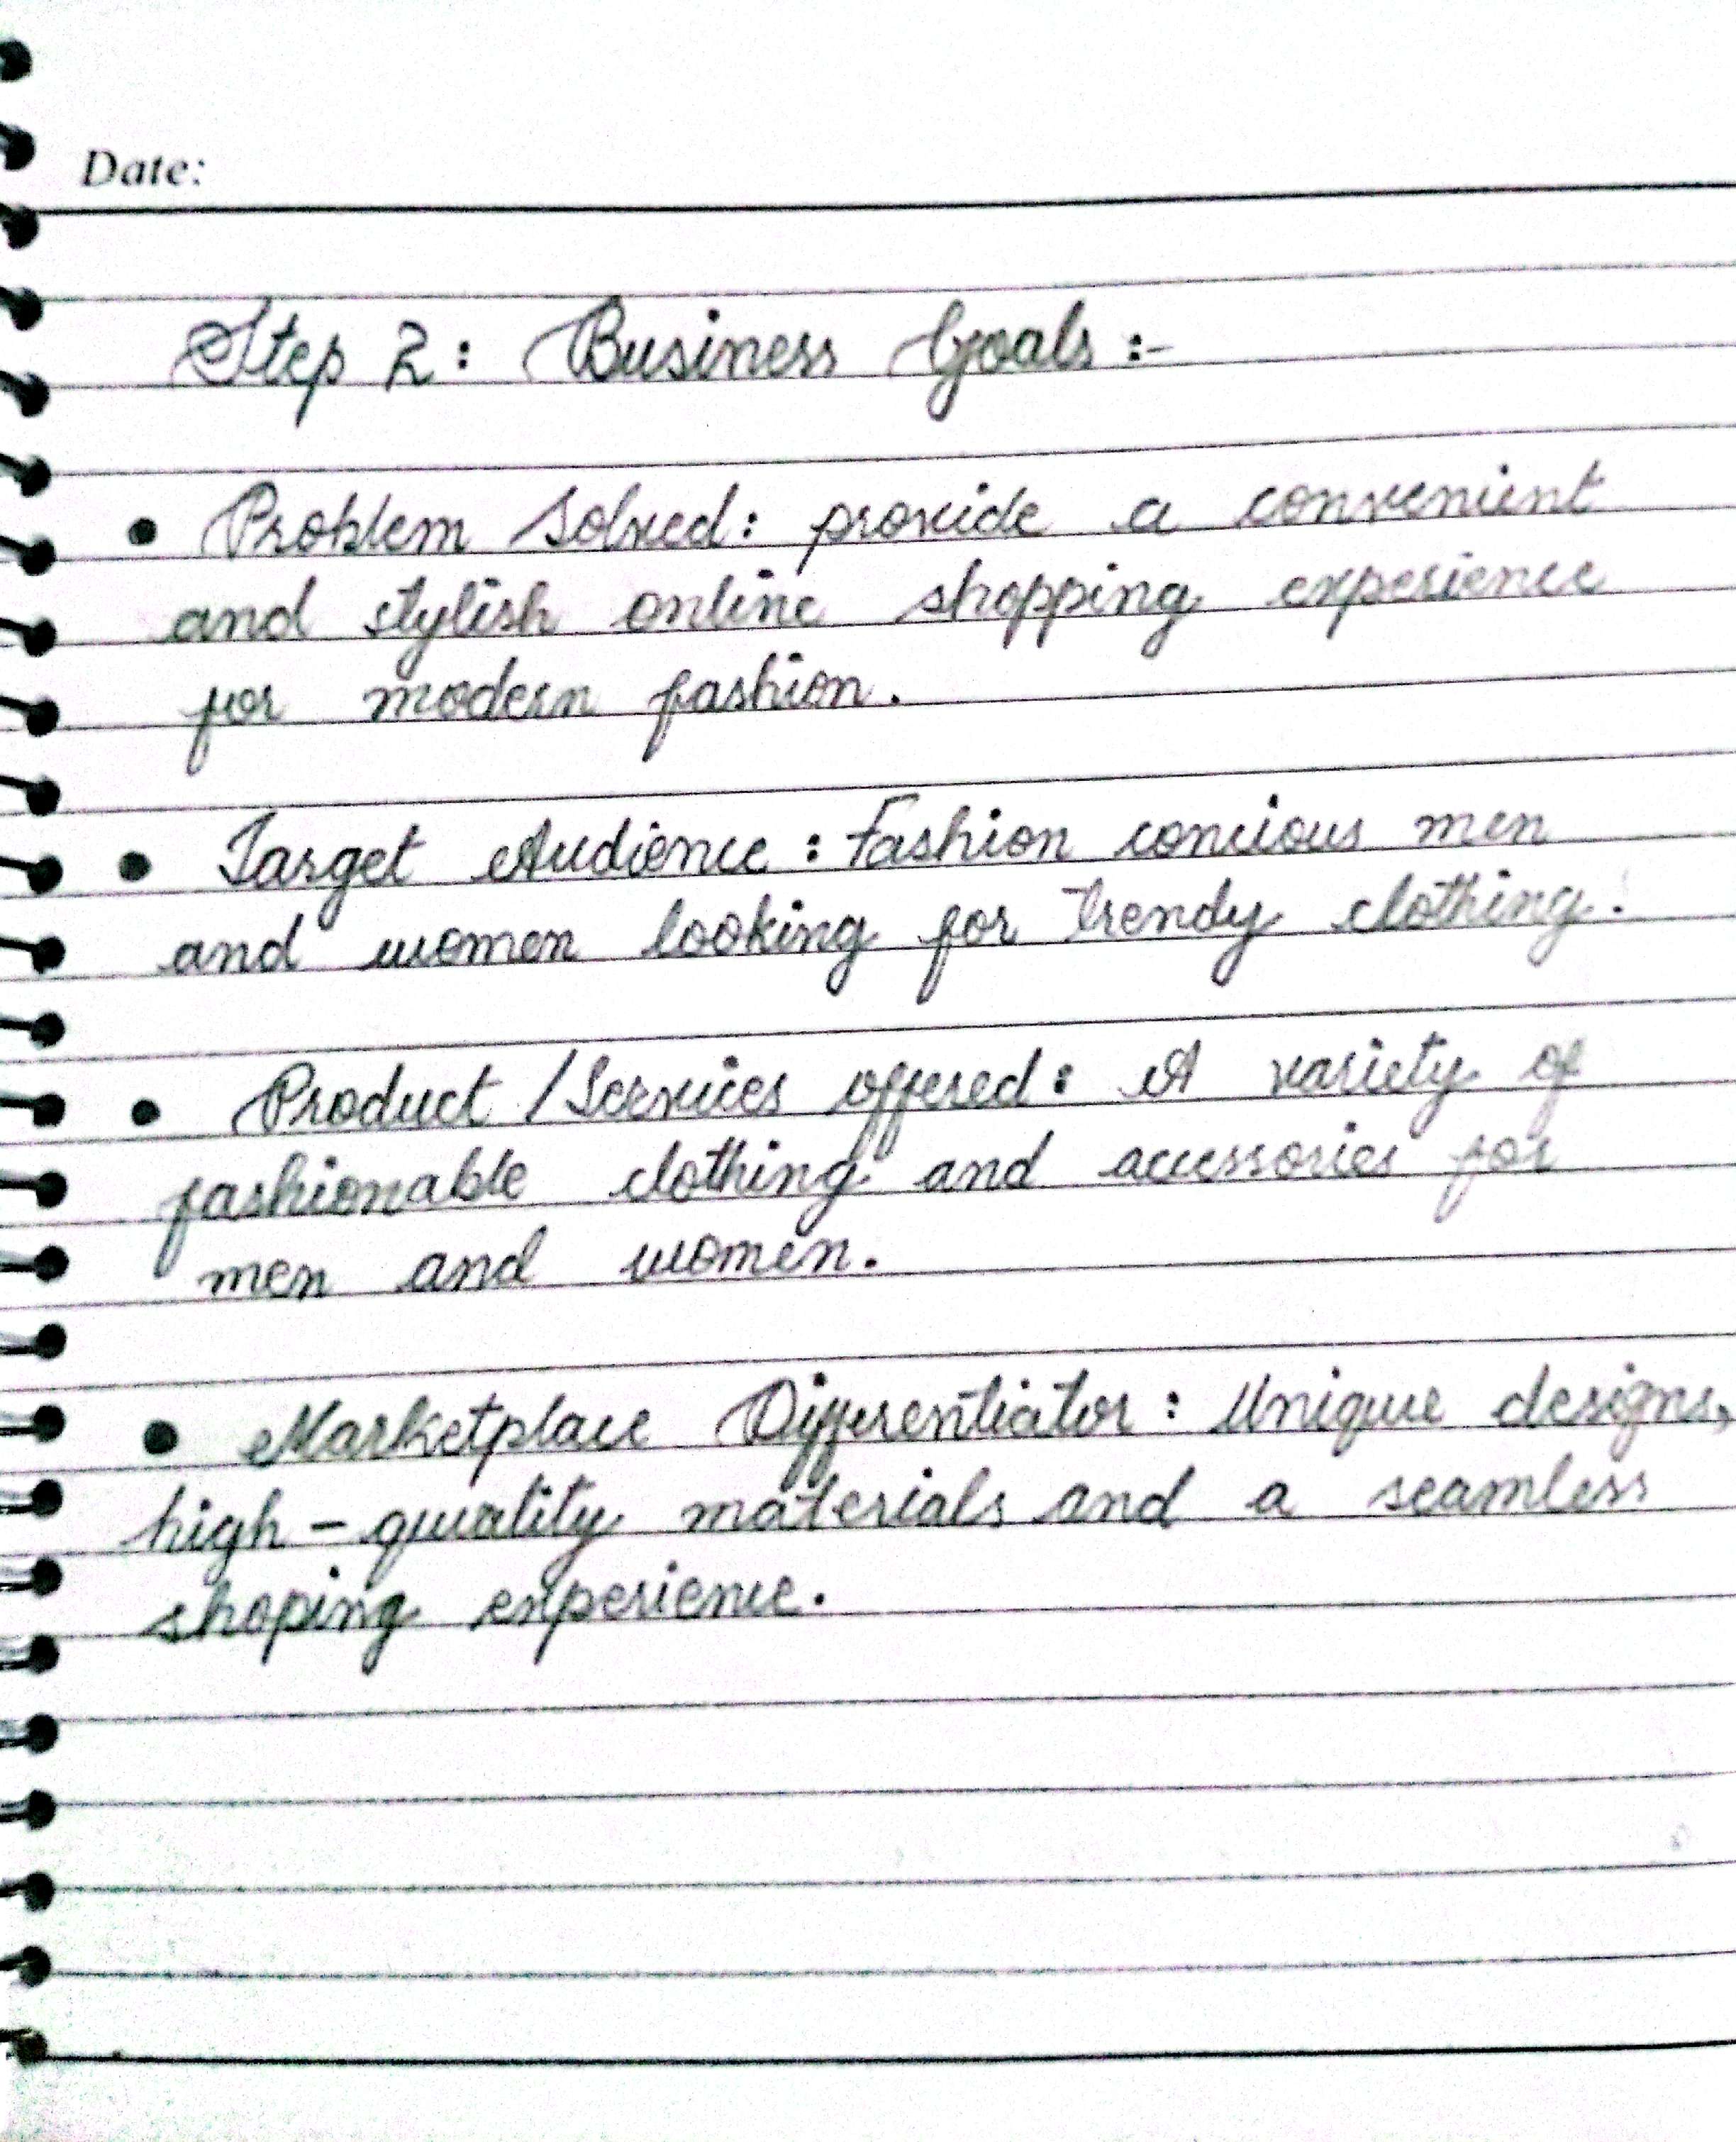 Date:
Step 2: Business Goals :-
• Problem Solved: provide a convenient
and stylish online shopping experience
for modern fashion.
• Target Audience : Fashion concious men
and women looking for trendy clothing.
• Product / Services offered: A variety of
fashionable clothing and accessories for
men and women.
• Marketplace Differentiator : Unique designs,
high - quality materials and a seamless
shoping experience.